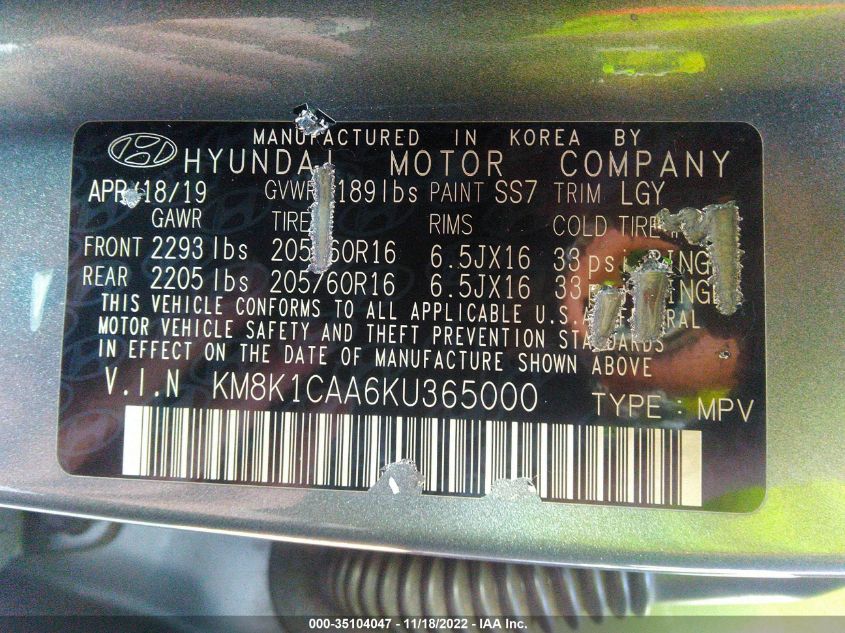 MANUFACTURED IN KOREA BY
HYUNDAI MOTOR COMPANY
APR/18/19 GVWR 189lbs PAINT SS7 TRIM LGY
GAWR TIRE RIMS COLD TIRE
FRONT 2293 lbs 205/60R16 6.5JX16 33psi
REAR 2205 lbs 205/60R16 6.5JX16 33
THIS VEHICLE CONFORMS TO ALL APPLICABLE U.S.A FEDERAL
MOTOR VEHICLE SAFETY AND THEFT PREVENTION STANDARDS
IN EFFECT ON THE DATE OF MANUFACTURE SHOWN ABOVE
V.I.N KM8K1CAA6KU365000 TYPE : MPV
000-35104047 — 11/18/2022 — IAA Inc.